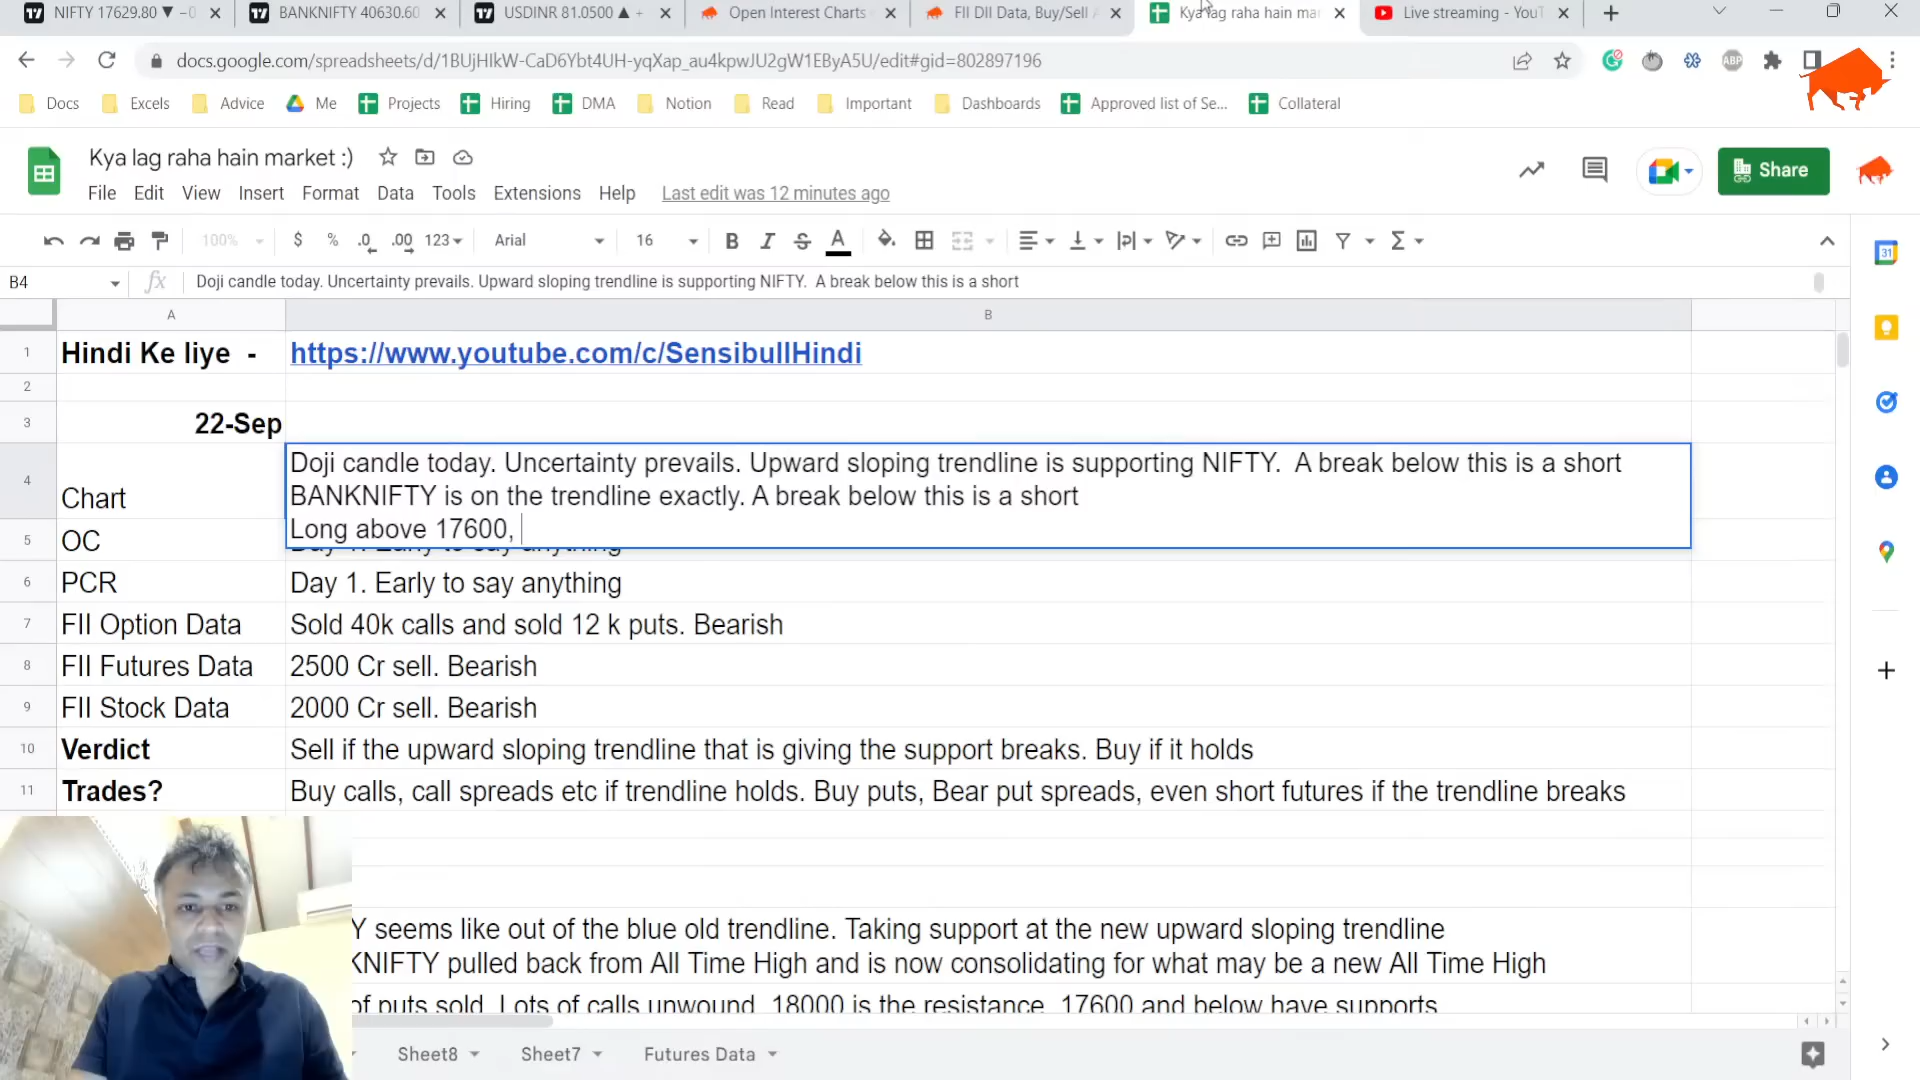 NIFTY 17629.80 ▼ −0
BANKNIFTY 40630.60
USDINR 81.0500 ▲ +
Open Interest Charts
FII DII Data, Buy/Sell
Kya lag raha hain mar
Live streaming - YouT
docs.google.com/spreadsheets/d/1BUjHIkW-CaD6Ybt4UH-yqXap_au4kpwJU2gW1EByA5U/edit#gid=802897196
ABP
Docs
Excels
Advice
Me
Projects
Hiring
DMA
Notion
Read
Important
Dashboards
Approved list of Se...
Collateral
Kya lag raha hain market :)
Share
File Edit View Insert Format Data Tools Extensions Help Last edit was 12 minutes ago
100% $ % .0 .00 123 Arial 16 B I S A
31
B4 fx Doji candle today. Uncertainty prevails. Upward sloping trendline is supporting NIFTY. A break below this is a short
A B
1 Hindi Ke liye - https://www.youtube.com/c/SensibullHindi
2
3 22-Sep
4 Chart
Doji candle today. Uncertainty prevails. Upward sloping trendline is supporting NIFTY. A break below this is a short
BANKNIFTY is on the trendline exactly. A break below this is a short
Long above 17600,
5 OC Day 1. Early to say anything
6 PCR Day 1. Early to say anything
7 FII Option Data Sold 40k calls and sold 12 k puts. Bearish
8 FII Futures Data 2500 Cr sell. Bearish
9 FII Stock Data 2000 Cr sell. Bearish
10 Verdict Sell if the upward sloping trendline that is giving the support breaks. Buy if it holds
11 Trades? Buy calls, call spreads etc if trendline holds. Buy puts, Bear put spreads, even short futures if the trendline breaks
Y seems like out of the blue old trendline. Taking support at the new upward sloping trendline
KNIFTY pulled back from All Time High and is now consolidating for what may be a new All Time High
of puts sold. Lots of calls unwound. 18000 is the resistance. 17600 and below have supports
Sheet8 Sheet7 Futures Data